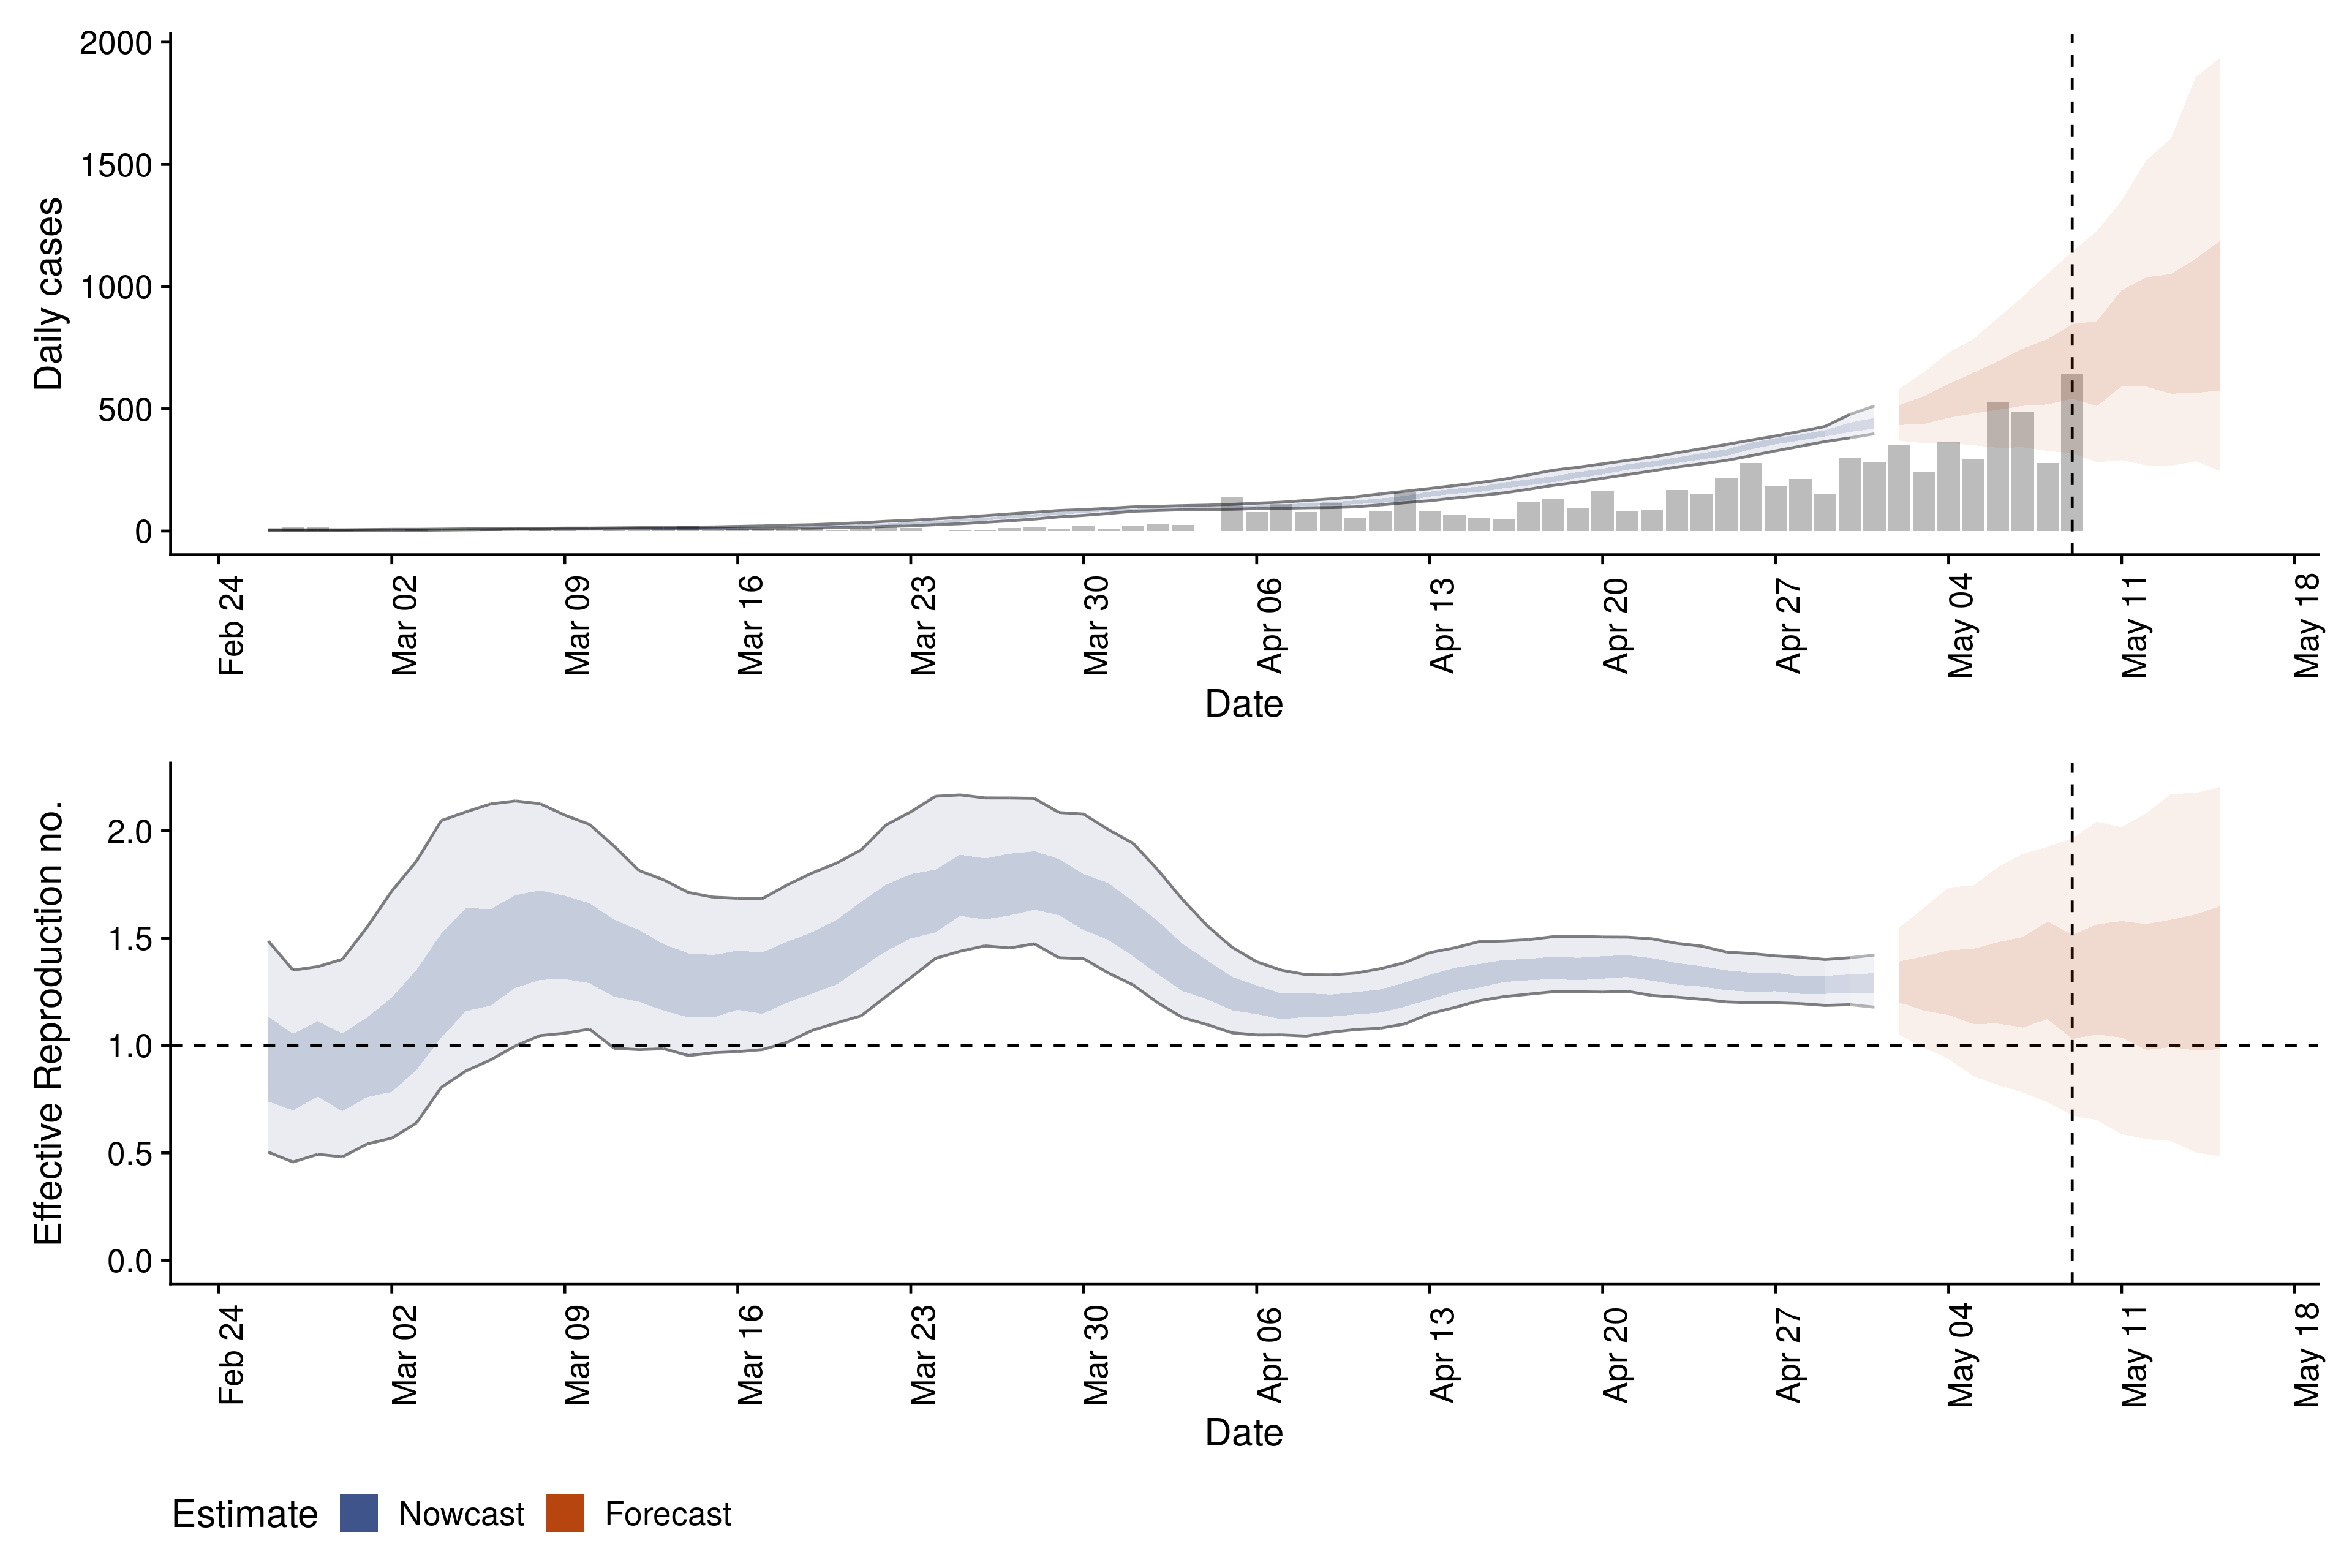 2000
1500
1000
500
0
Daily cases
Feb 24 Mar 02 Mar 09 Mar 16 Mar 23 Mar 30 Apr 06 Apr 13 Apr 20 Apr 27 May 04 May 11 May 18
Date
2.0
1.5
1.0
0.5
0.0
Effective Reproduction no.
Feb 24 Mar 02 Mar 09 Mar 16 Mar 23 Mar 30 Apr 06 Apr 13 Apr 20 Apr 27 May 04 May 11 May 18
Date
Estimate Nowcast Forecast